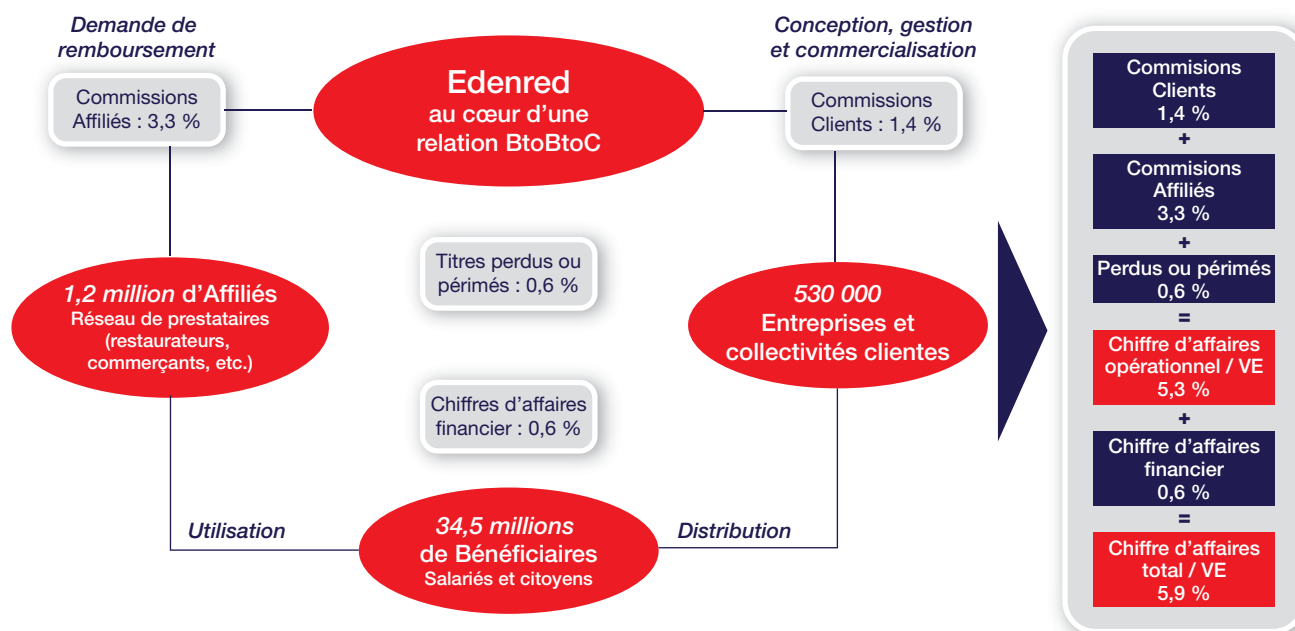 Demande de
remboursement
Commissions
Affiliés : 3,3 %
Edenred
au cœur d'une
relation BtoBtoC
Conception, gestion
et commercialisation
Commissions
Clients : 1,4 %
1,2 million d'Affiliés
Réseau de prestataires
(restaurateurs,
commerçants, etc.)
Titres perdus ou
périmés : 0,6 %
530 000
Entreprises et
collectivités clientes
Chiffres d'affaires
financier : 0,6 %
Utilisation
34,5 millions
de Bénéficiaires
Salariés et citoyens
Distribution
Commisions
Clients
1,4 %
+
Commisions
Affiliés
3,3 %
+
Perdus ou périmés
0,6 %
=
Chiffre d'affaires
opérationnel / VE
5,3 %
+
Chiffre d'affaires
financier
0,6 %
=
Chiffre d'affaires
total / VE
5,9 %